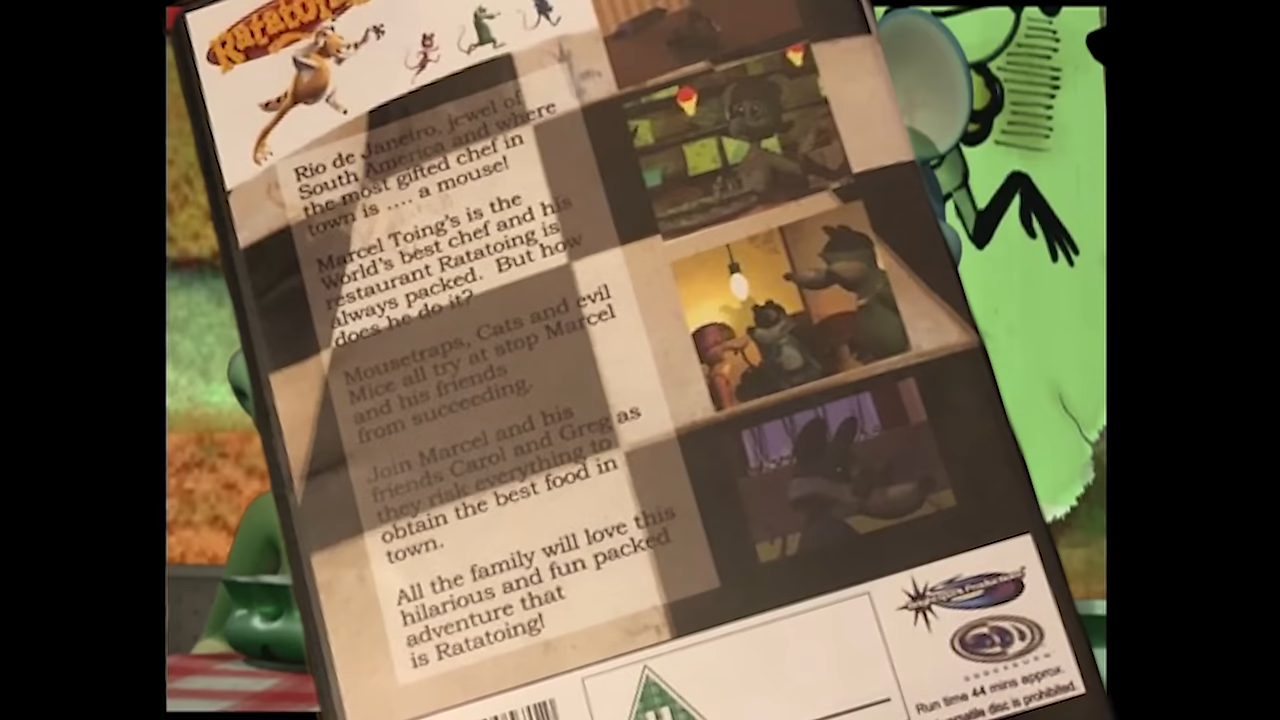 Ratatoing
Rio de Janeiro, jewel of
South America and where
the most gifted chef in
town is .... a mouse!
Marcel Toing's is the
World's best chef and his
restaurant Ratatoing is
always packed. But how
does he do it?
Mousetraps, Cats and evil
Mice all try at stop Marcel
and his friends
from succeeding.
Join Marcel and his
friends Carol and Greg as
they risk everything to
obtain the best food in
town.
All the family will love this
hilarious and fun packed
adventure that
is Ratatoing!
Run time 44 mins approx.
disc is prohibited.